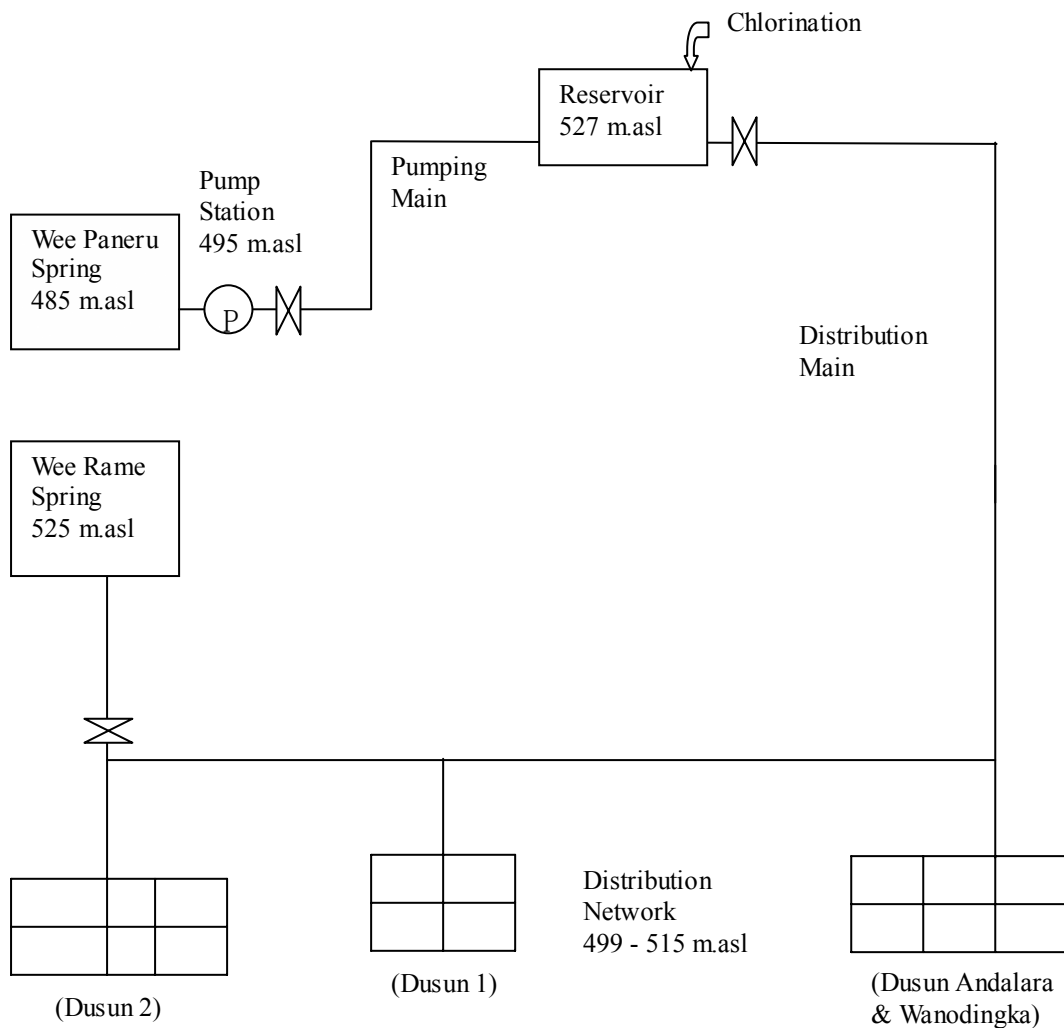 Chlorination
Reservoir
527 m.asl
Pumping
Main
Pump
Station
495 m.asl
Wee Paneru
Spring
485 m.asl
P
Distribution
Main
Wee Rame
Spring
525 m.asl
Distribution
Network
499 - 515 m.asl
(Dusun 2)
(Dusun 1)
(Dusun Andalara
& Wanodingka)